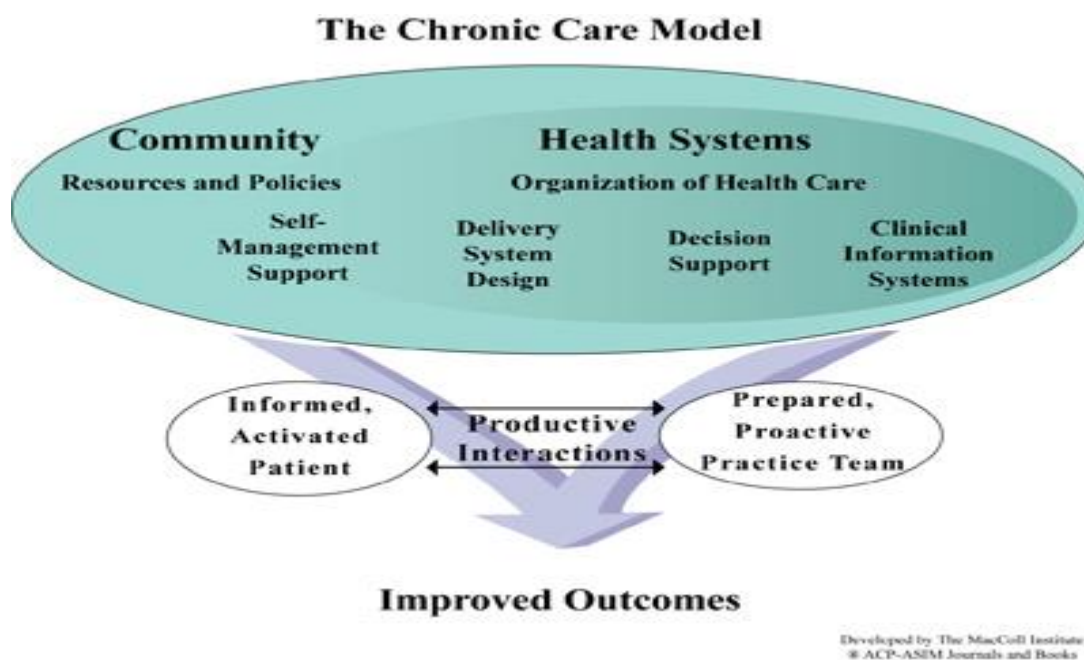 The Chronic Care Model
Community
Health Systems
Resources and Policies
Organization of Health Care
Self-
Management
Support
Delivery
System
Design
Decision
Support
Clinical
Information
Systems
Informed,
Activated
Patient
Productive
Interactions
Prepared,
Proactive
Practice Team
Improved Outcomes
Developed by The MacColl Institute
® ACP-ASIM Journals and Books